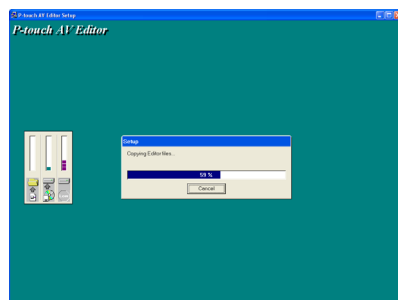 P-touch AV Editor Setup
P-touch AV Editor
Setup
Copying Editor files...
59 %
Cancel